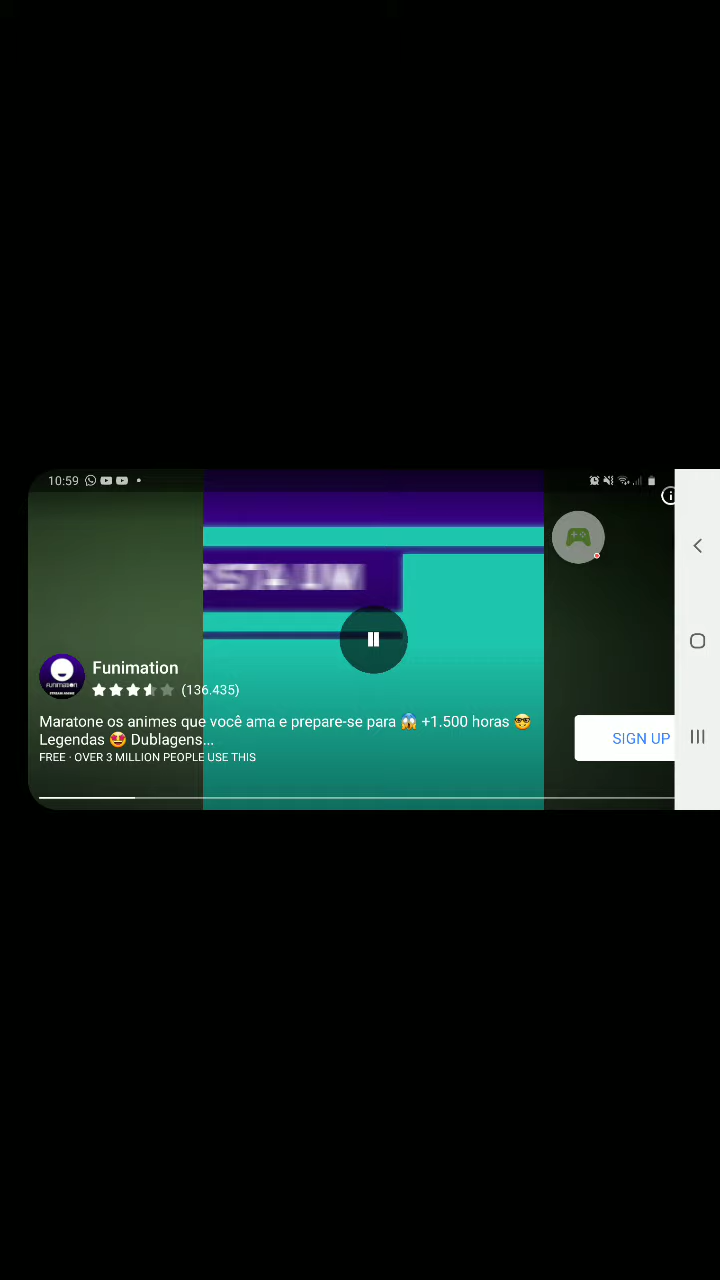 10:59
Funimation
FUNIMATION
(136.435)
Maratone os animes que você ama e prepare-se para 😱 +1.500 horas 🤓
Legendas 🤩 Dublagens...
FREE · OVER 3 MILLION PEOPLE USE THIS
SIGN UP